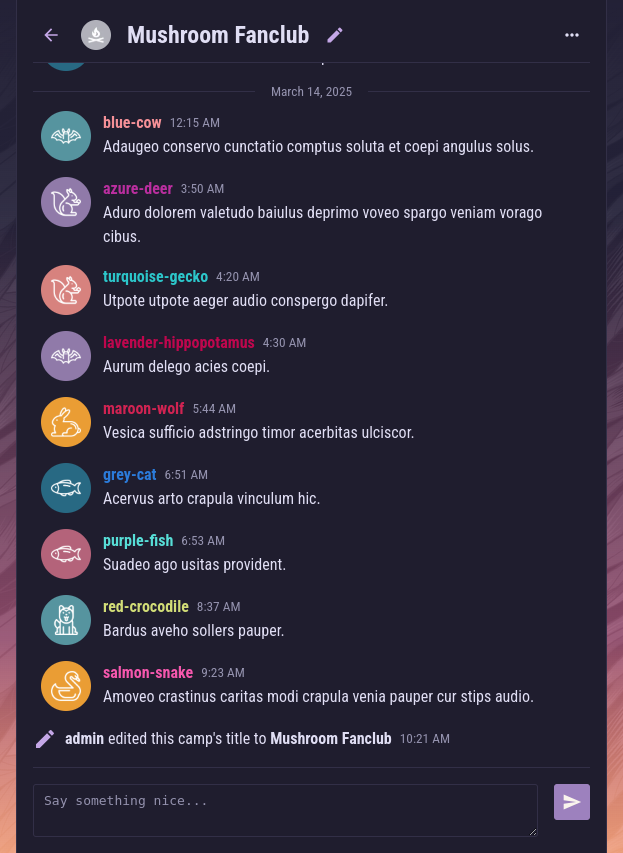 Mushroom Fanclub
March 14, 2025
blue-cow 12:15 AM
Adaugeo conservo cunctatio comptus soluta et coepi angulus solus.
azure-deer 3:50 AM
Aduro dolorem valetudo baiulus deprimo voveo spargo veniam vorago
cibus.
turquoise-gecko 4:20 AM
Utpote utpote aeger audio conspergo dapifer.
lavender-hippopotamus 4:30 AM
Aurum delego acies coepi.
maroon-wolf 5:44 AM
Vesica sufficio adstringo timor acerbitas ulciscor.
grey-cat 6:51 AM
Acervus arto crapula vinculum hic.
purple-fish 6:53 AM
Suadeo ago usitas provident.
red-crocodile 8:37 AM
Bardus aveho sollers pauper.
salmon-snake 9:23 AM
Amoveo crastinus caritas modi crapula venia pauper cur stips audio.
admin edited this camp's title to Mushroom Fanclub 10:21 AM
Say something nice...